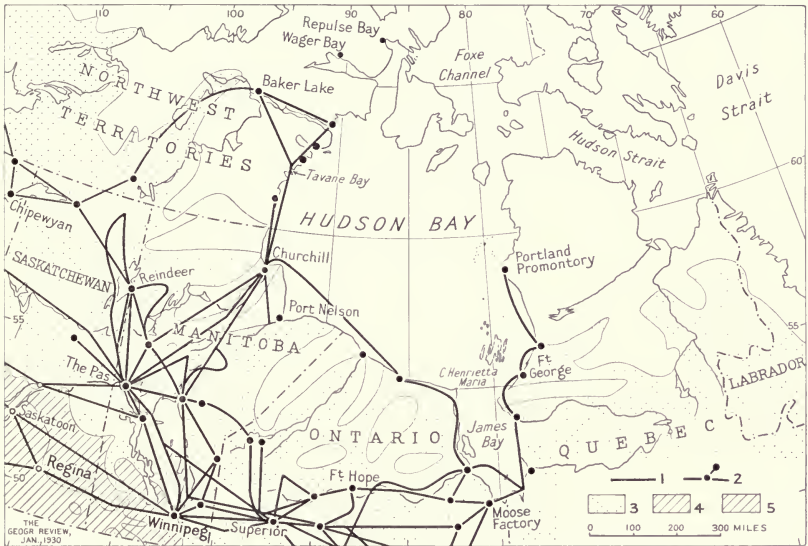 10
100
90
80
70
60
Repulse Bay
Wager Bay
Foxe
Channel
Davis
Strait
Baker Lake
NORTHWEST
TERRITORIES
Hudson Strait
Tavane Bay
60
Chipewyan
HUDSON BAY
Churchill
Portland
Promontory
SASKATCHEWAN
Reindeer
Port Nelson
55
55
MANITOBA
C Henrietta
Maria
Ft
George
The Pas
LABRADOR
Saskatoon
James
Bay
ONTARIO
QUEBEC
Regina
50
Ft Hope
1
2
3
4
5
Winnipeg
Superior
Moose
Factory
0 100 200 300 MILES
THE
GEOGR REVIEW,
JAN., 1930